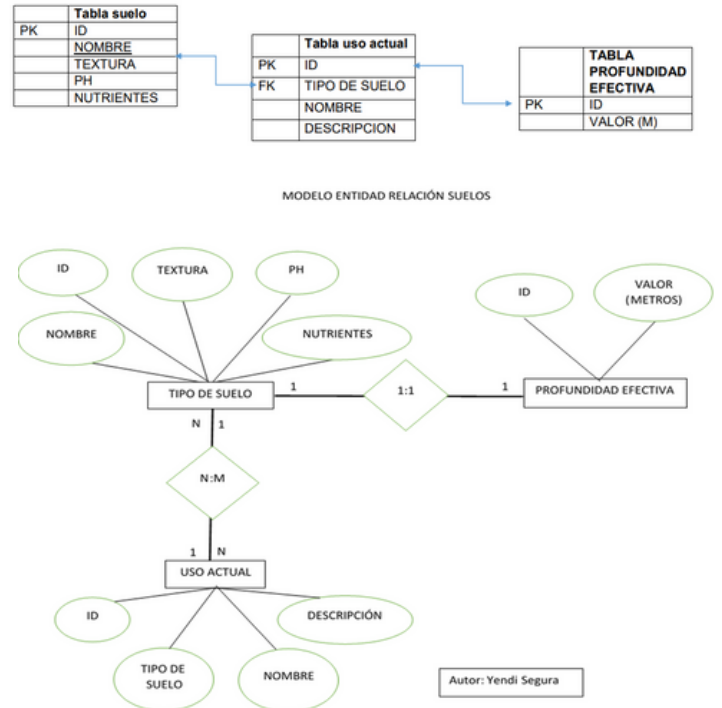 Tabla suelo
PK ID
NOMBRE
TEXTURA
PH
NUTRIENTES
Tabla uso actual
PK ID
FK TIPO DE SUELO
NOMBRE
DESCRIPCION
TABLA
PROFUNDIDAD
EFECTIVA
PK ID
VALOR (M)
MODELO ENTIDAD RELACIÓN SUELOS
ID
TEXTURA
PH
NOMBRE
NUTRIENTES
ID
VALOR
(METROS)
TIPO DE SUELO
1
1:1
1
PROFUNDIDAD EFECTIVA
N 1
N:M
1 N
USO ACTUAL
ID
DESCRIPCIÓN
TIPO DE
SUELO
NOMBRE
Autor: Yendi Segura